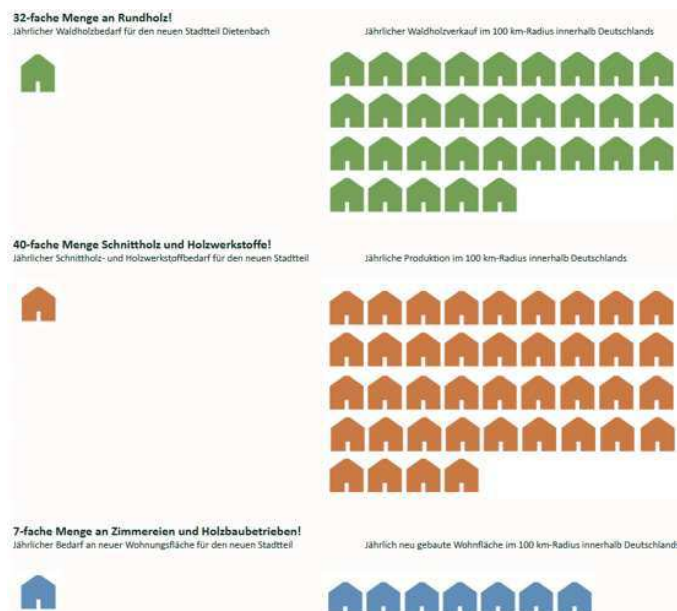 32-fache Menge an Rundholz!
Jährlicher Waldholzbedarf für den neuen Stadtteil Dietenbach
Jährlicher Waldholzverkauf im 100 km-Radius innerhalb Deutschlands
40-fache Menge Schnittholz und Holzwerkstoffe!
Jährlicher Schnittholz- und Holzwerkstoffbedarf für den neuen Stadtteil
Jährliche Produktion im 100 km-Radius innerhalb Deutschlands
7-fache Menge an Zimmereien und Holzbaubetrieben!
Jährlicher Bedarf an neuer Wohnungsfläche für den neuen Stadtteil
Jährlich neu gebaute Wohnfläche im 100 km-Radius innerhalb Deutschlands